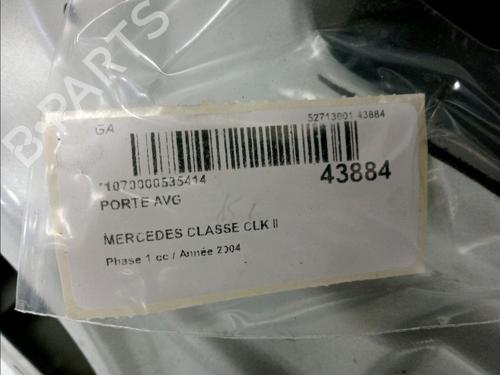 B-PARTS
GA
52713001 43884
*1070000535414
43884
PORTE AVG
MERCEDES CLASSE CLK II
Phase 1 cc / Année 2004